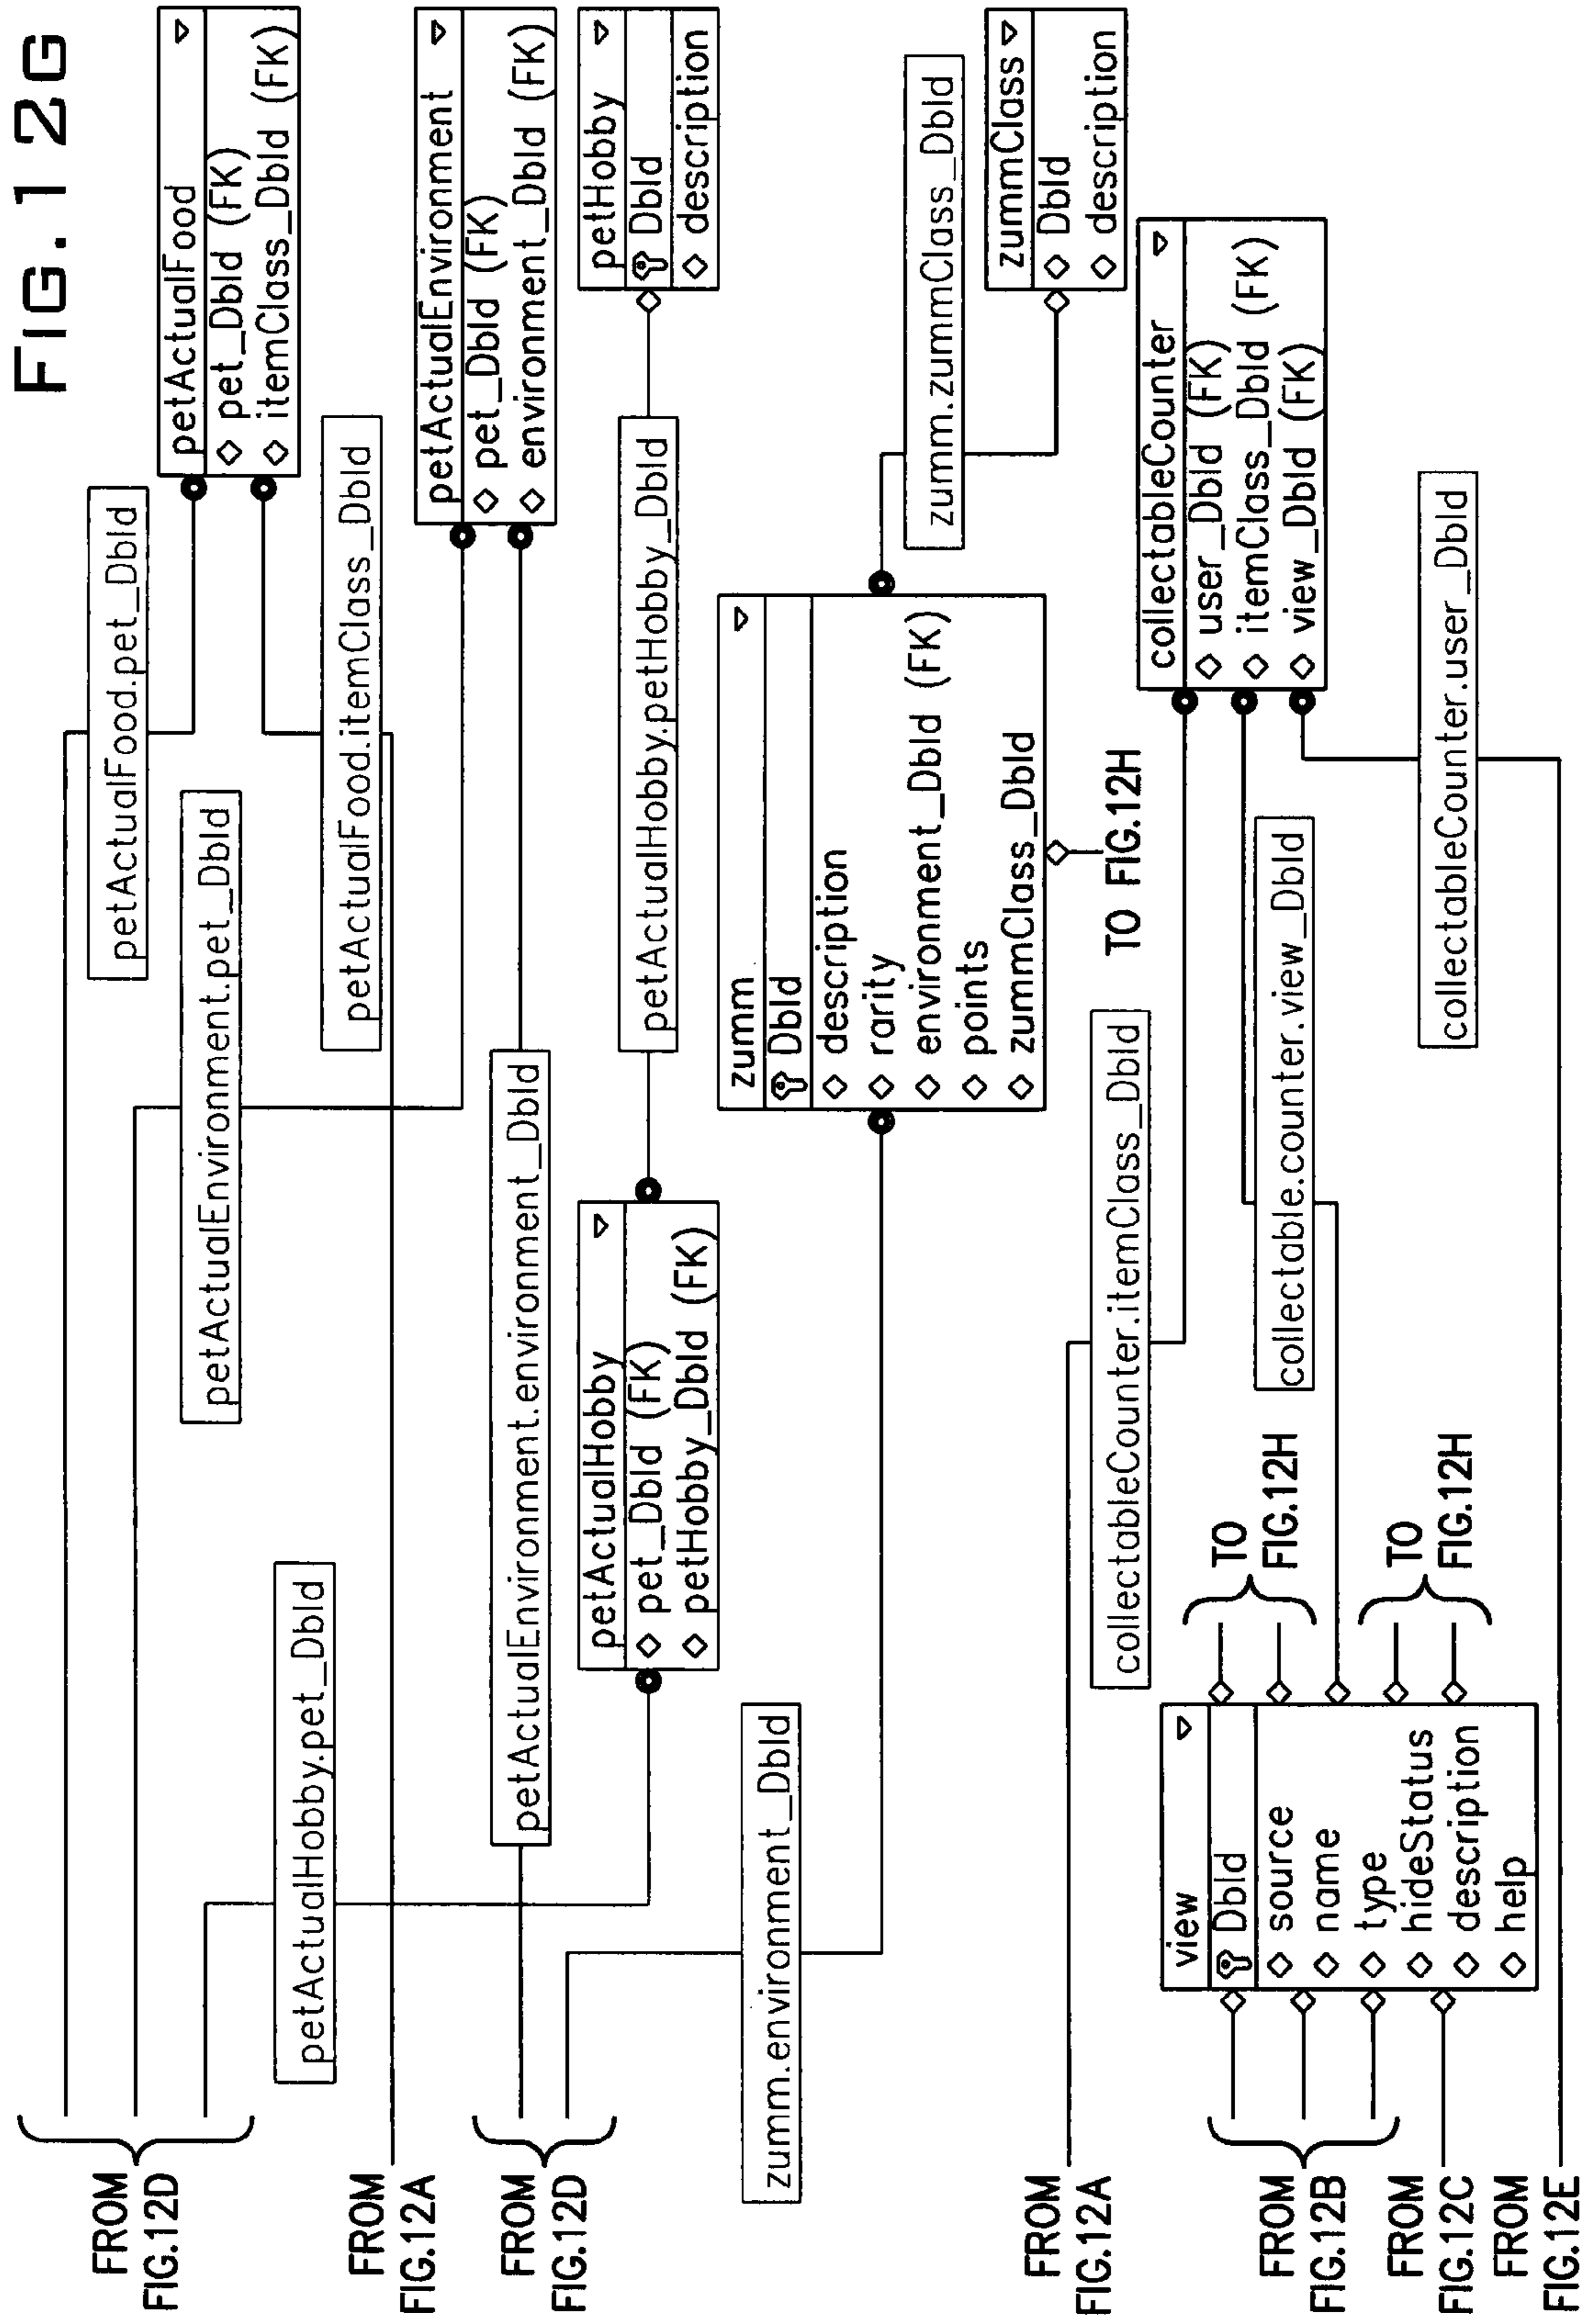 FIG. 12G
petActualFood.pet_DbId
petActualFood
pet_DbId (FK)
itemClass_DbId (FK)
petActualEnvironment.pet_DbId
petActualHobby.pet_DbId
petActualFood.itemClass_DbId
FROM
FIG.12D
FROM
FIG.12A
petActualEnvironment
pet_DbId (FK)
environment_DbId (FK)
petActualEnvironment.environment_DbId
FROM
FIG.12D
petActualHobby
pet_DbId (FK)
petHobby_DbId (FK)
petActualHobby.petHobby_DbId
petHobby
DbId
description
zumm.environment_DbId
zumm
DbId
description
rarity
environment_DbId (FK)
points
zummClass_DbId
zumm.zummClass_DbId
zummClass
DbId
description
TO FIG.12H
FROM
FIG.12A
collectableCounter.itemClass_DbId
collectableCounter
user_DbId (FK)
itemClass_DbId (FK)
view_DbId (FK)
view
DbId
source
name
type
hideStatus
description
help
TO
FIG.12H
TO
FIG.12H
collectable.counter.view_DbId
collectableCounter.user_DbId
FROM
FIG.12B
FROM
FIG.12C
FROM
FIG.12E